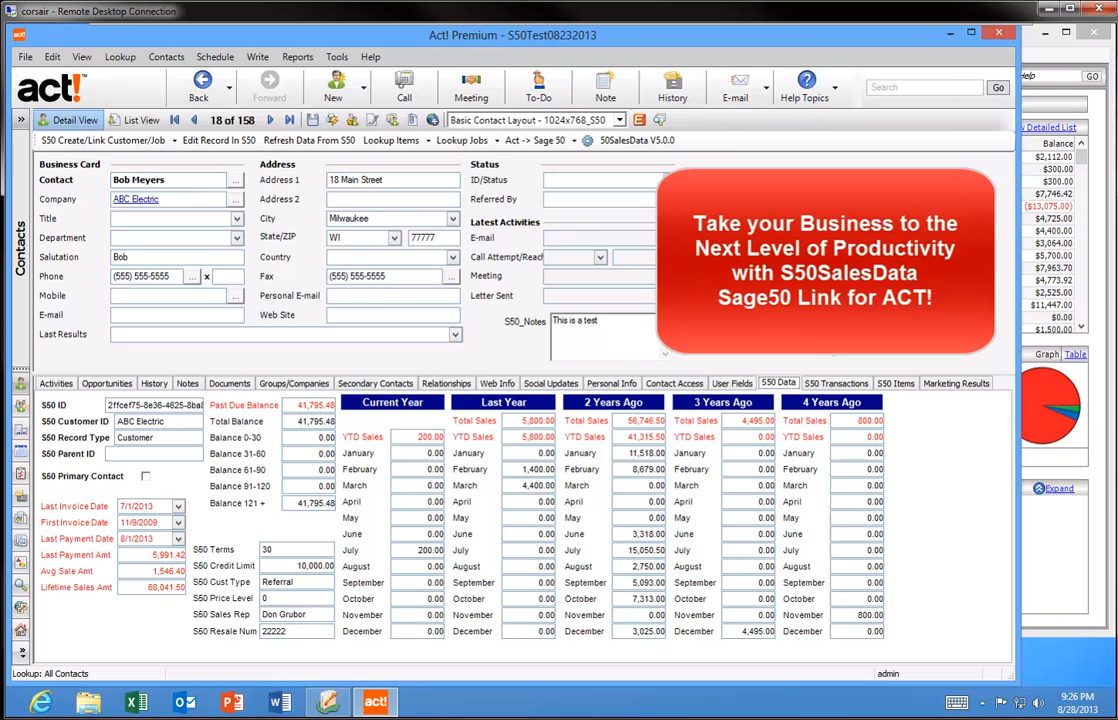 corsair - Remote Desktop Connection
Act! Premium - S50Test08232013
File Edit View Lookup Contacts Schedule Write Reports Tools Help
act!
Back Forward New Call Meeting To-Do Note History E-mail Help Topics Search Go
Help GO
Detail View List View 18 of 158 Basic Contact Layout - 1024x768_S50
w Detailed List
S50 Create/Link Customer/Job Edit Record In S50 Refresh Data From S50 Lookup Items Lookup Jobs Act -> Sage 50 50SalesData V5.0.0
Balance
$2,112.00
$300.00
$300.00
$7,746.42
($13,075.00)
$4,725.00
$4,400.00
$3,064.00
$5,700.00
$7,963.70
$4,773.92
$2,525.00
$11,447.00
$0.00
$1,500.00
Graph Table
Expand
Contacts
Business Card
Contact Bob Meyers
Company ABC Electric
Title
Department
Salutation Bob
Phone (555) 555-5555 x
Mobile
E-mail
Last Results
Address
Address 1 18 Main Street
Address 2
City Milwaukee
State/ZIP WI 77777
Country
Fax (555) 555-5555
Personal E-mail
Web Site
Status
ID/Status
Referred By
Latest Activities
E-mail
Call Attempt/Reach
Meeting
Letter Sent
S50_Notes This is a test
Take your Business to the
Next Level of Productivity
with S50SalesData
Sage50 Link for ACT!
Activities Opportunities History Notes Documents Groups/Companies Secondary Contacts Relationships Web Info Social Updates Personal Info Contact Access User Fields S50 Data S50 Transactions S50 Items Marketing Results
S50 ID 2ffcef75-8e36-4625-8ba8
S50 Customer ID ABC Electric
S50 Record Type Customer
S50 Parent ID
S50 Primary Contact
Last Invoice Date 7/1/2013
First Invoice Date 11/9/2009
Last Payment Date 8/1/2013
Last Payment Amt 5,991.42
Avg Sale Amt 1,546.40
Lifetime Sales Amt 68,041.50
Past Due Balance 41,795.48
Total Balance 41,795.48
Balance 0-30 0.00
Balance 31-60 0.00
Balance 61-90 0.00
Balance 91-120 0.00
Balance 121 + 41,795.48
S50 Terms 30
S50 Credit Limit 10,000.00
S50 Cust Type Referral
S50 Price Level 0
S50 Sales Rep Don Grubor
S50 Resale Num 22222
Current Year
YTD Sales 200.00
January 0.00
February 0.00
March 0.00
April 0.00
May 0.00
June 0.00
July 200.00
August 0.00
September 0.00
October 0.00
November 0.00
December 0.00
Last Year
Total Sales 5,800.00
YTD Sales 5,800.00
January 0.00
February 1,400.00
March 4,400.00
April 0.00
May 0.00
June 0.00
July 0.00
August 0.00
September 0.00
October 0.00
November 0.00
December 0.00
2 Years Ago
Total Sales 56,746.50
YTD Sales 41,315.50
January 11,518.00
February 8,679.00
March 0.00
April 0.00
May 0.00
June 3,318.00
July 15,050.50
August 2,750.00
September 5,093.00
October 7,313.00
November 0.00
December 3,025.00
3 Years Ago
Total Sales 4,495.00
YTD Sales 0.00
January 0.00
February 0.00
March 0.00
April 0.00
May 0.00
June 0.00
July 0.00
August 0.00
September 0.00
October 0.00
November 0.00
December 4,495.00
4 Years Ago
Total Sales 800.00
YTD Sales 0.00
January 0.00
February 0.00
March 0.00
April 0.00
May 0.00
June 0.00
July 0.00
August 0.00
September 0.00
October 0.00
November 800.00
December 0.00
Lookup: All Contacts admin
9:26 PM
8/28/2013